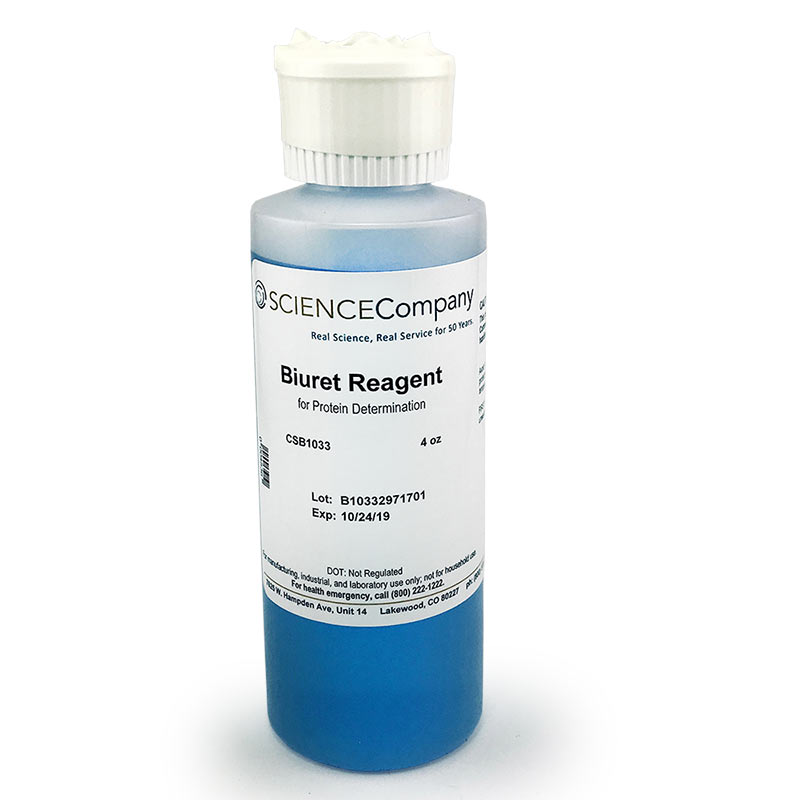 SCIENCECompany
Real Science, Real Service for 50 Years.
Biuret Reagent
for Protein Determination
CSB1033 4 oz
Lot: B10332971701
Exp: 10/24/19
DOT: Not Regulated
For manufacturing, industrial, and laboratory use only; not for household use.
For health emergency, call (800) 222-1222.
W. Hampden Ave, Unit 14 Lakewood, CO 80227 ph: